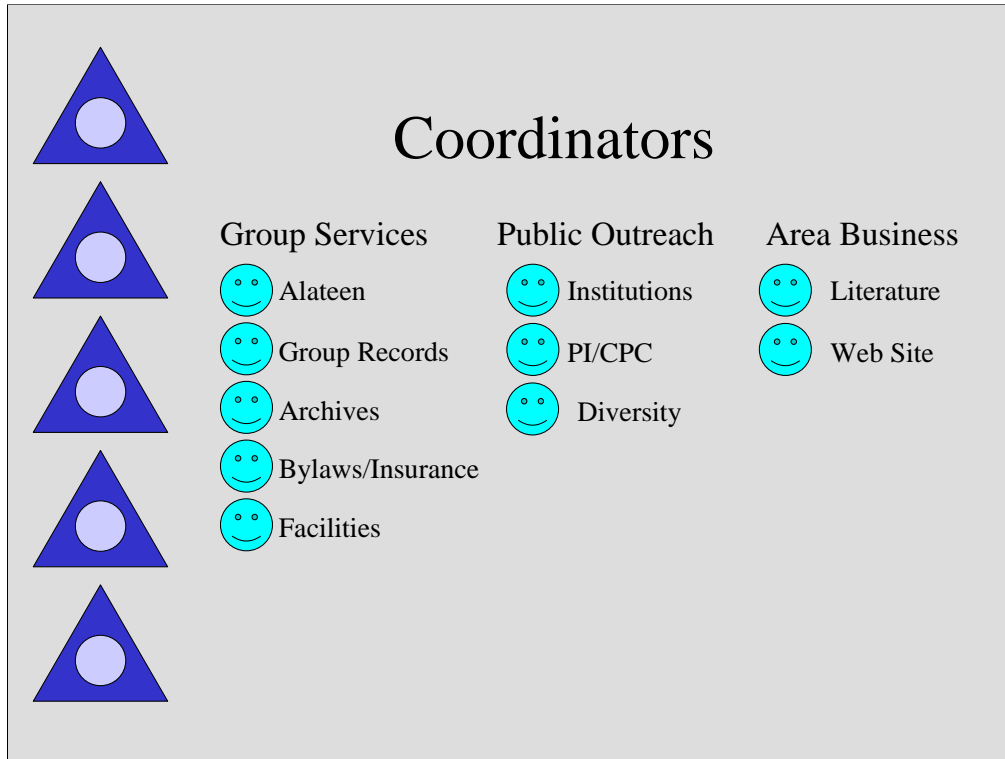 Coordinators
Group Services
Alateen
Group Records
Archives
Bylaws/Insurance
Facilities
Public Outreach
Institutions
PI/CPC
Diversity
Area Business
Literature
Web Site